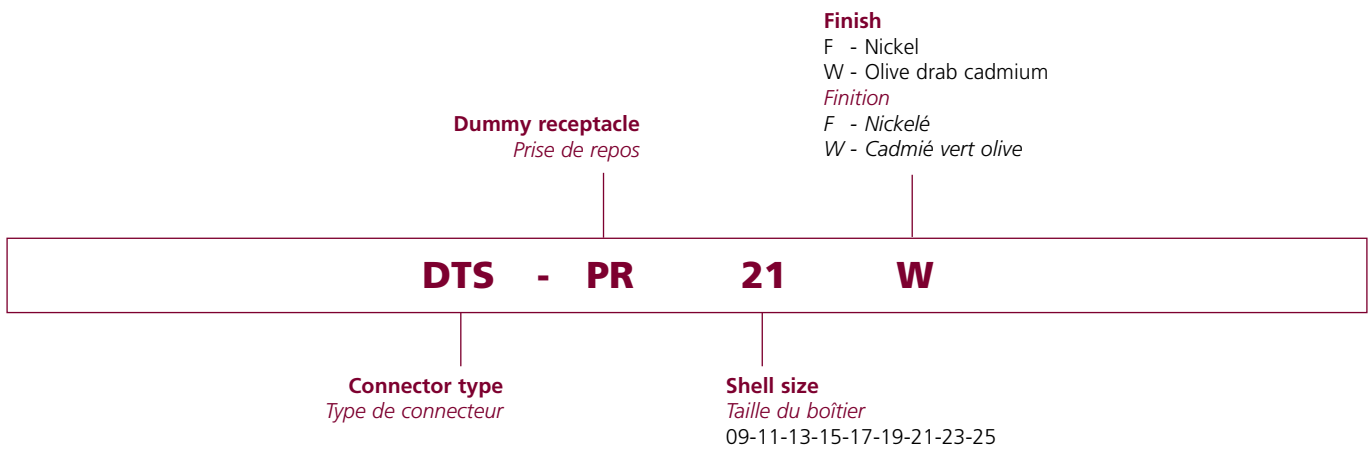 Finish
F - Nickel
W - Olive drab cadmium
Finition
F - Nickelé
W - Cadmié vert olive
Dummy receptacle
Prise de repos
DTS - PR 21 W
Connector type
Type de connecteur
Shell size
Taille du boîtier
09-11-13-15-17-19-21-23-25